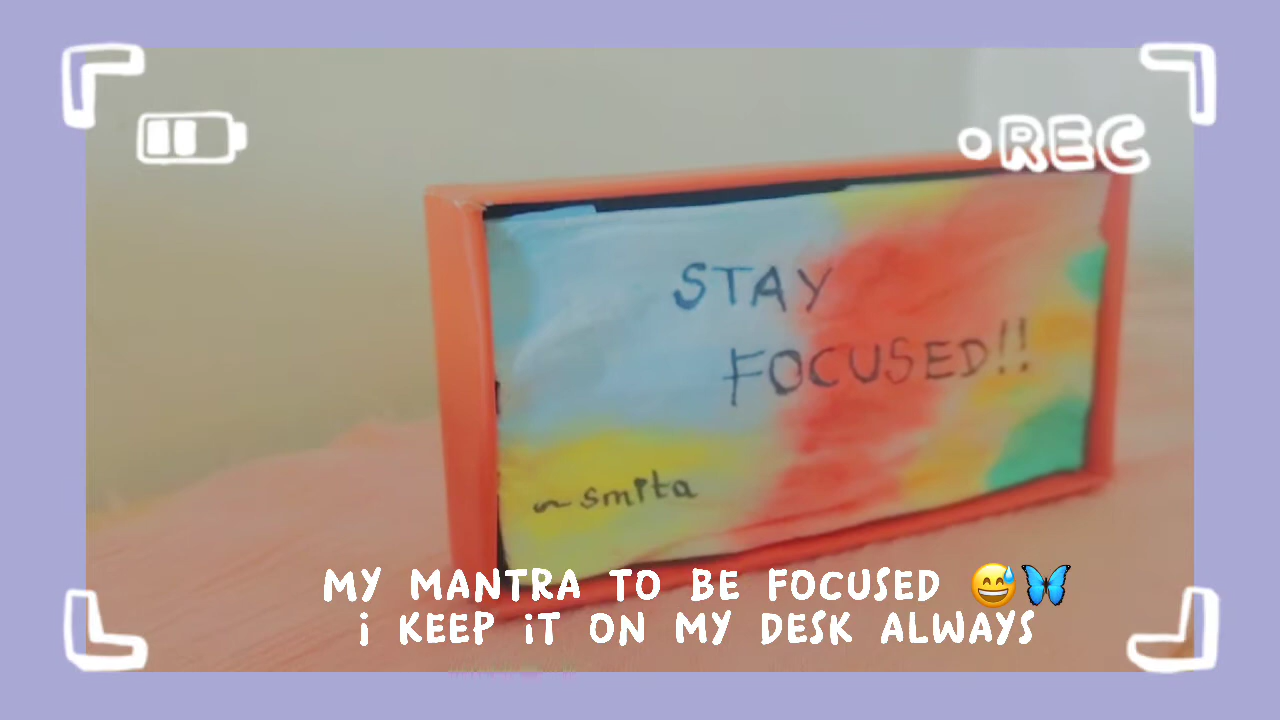 •REC
STAY
FOCUSED!!
~smita
MY MANTRA TO BE FOCUSED 😅🦋
i KEEP iT ON MY DESK ALWAYS